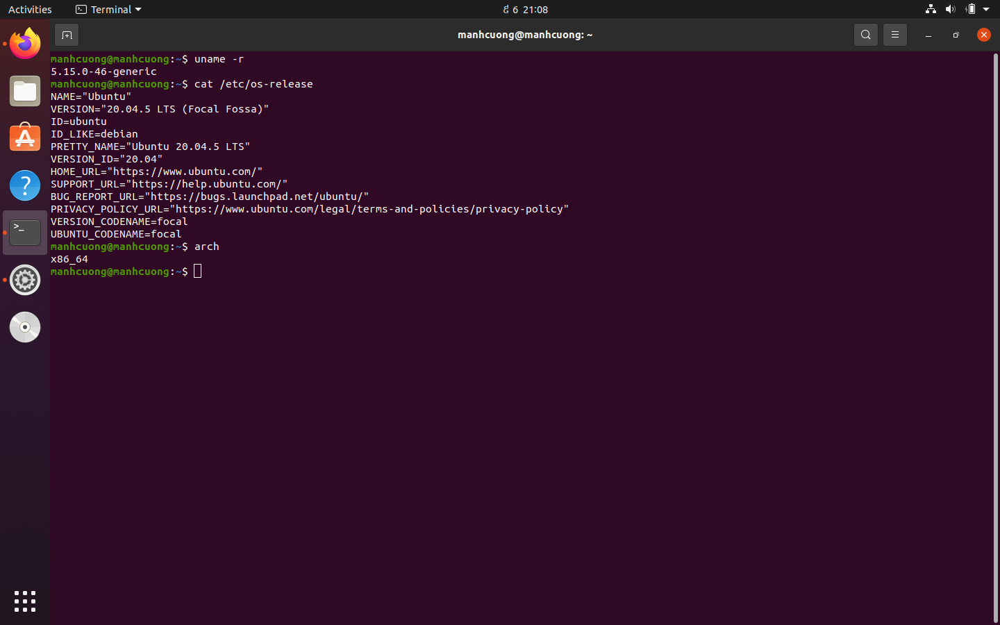 Activities
Terminal
6 21:08
manhcuong@manhcuong: ~
manhcuong@manhcuong:~$ uname -r
5.15.0-46-generic
manhcuong@manhcuong:~$ cat /etc/os-release
NAME="Ubuntu"
VERSION="20.04.5 LTS (Focal Fossa)"
ID=ubuntu
ID_LIKE=debian
PRETTY_NAME="Ubuntu 20.04.5 LTS"
VERSION_ID="20.04"
HOME_URL="https://www.ubuntu.com/"
SUPPORT_URL="https://help.ubuntu.com/"
BUG_REPORT_URL="https://bugs.launchpad.net/ubuntu/"
PRIVACY_POLICY_URL="https://www.ubuntu.com/legal/terms-and-policies/privacy-policy"
VERSION_CODENAME=focal
UBUNTU_CODENAME=focal
manhcuong@manhcuong:~$ arch
x86_64
manhcuong@manhcuong:~$